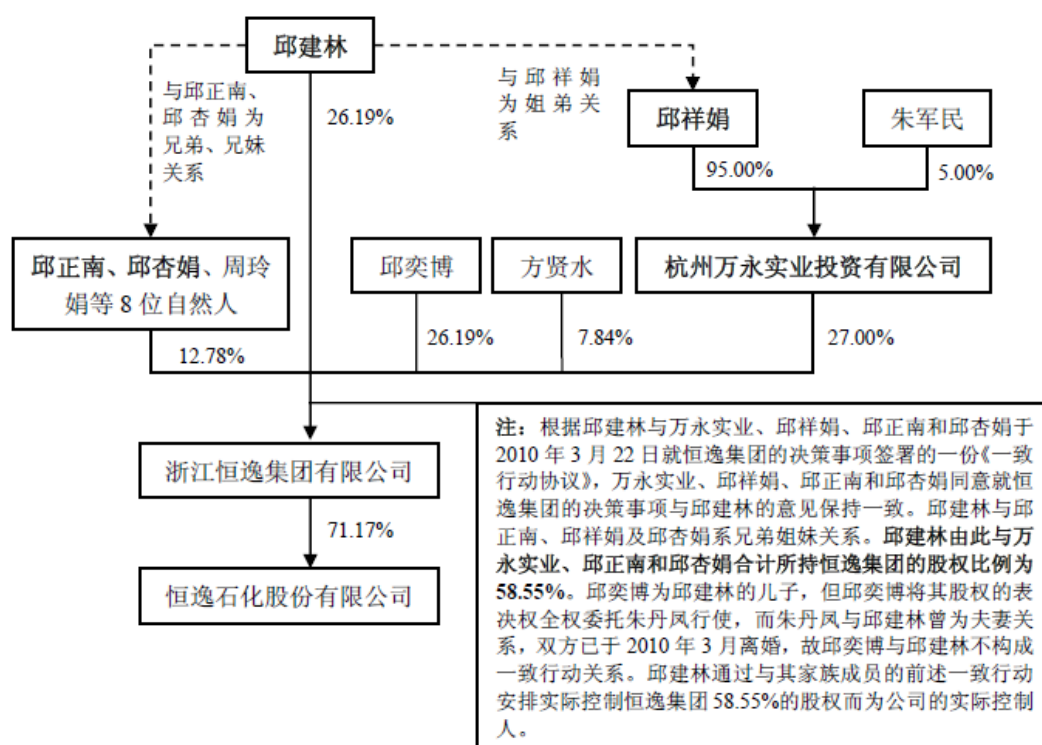 邱建林
与邱正南、
邱杏娟为
兄弟、兄妹
关系
26.19%
与邱祥娟
为姐弟关
系
邱祥娟
朱军民
95.00%
5.00%
邱正南、邱杏娟、周玲
娟等 8 位自然人
邱奕博
方贤水
杭州万永实业投资有限公司
12.78%
26.19%
7.84%
27.00%
浙江恒逸集团有限公司
71.17%
恒逸石化股份有限公司
注：根据邱建林与万永实业、邱祥娟、邱正南和邱杏娟于
2010 年 3 月 22 日就恒逸集团的决策事项签署的一份《一致
行动协议》，万永实业、邱祥娟、邱正南和邱杏娟同意就恒
逸集团的决策事项与邱建林的意见保持一致。邱建林与邱
正南、邱祥娟及邱杏娟系兄弟姐妹关系。邱建林由此与万
永实业、邱正南和邱杏娟合计所持恒逸集团的股权比例为
58.55%。邱奕博为邱建林的儿子，但邱奕博将其股权的表
决权全权委托朱丹凤行使，而朱丹凤与邱建林曾为夫妻关
系，双方已于 2010 年 3 月离婚，故邱奕博与邱建林不构成
一致行动关系。邱建林通过与其家族成员的前述一致行动
安排实际控制恒逸集团 58.55%的股权而为公司的实际控制
人。